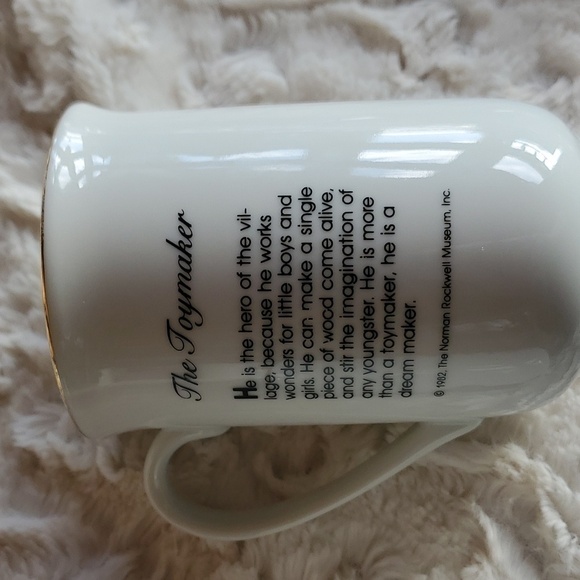 The Toymaker
He is the hero of the vil-
lage, because he works
wonders for little boys and
girls. He can make a single
piece of wood come alive,
and stir the imagination of
any youngster. He is more
than a toymaker, he is a
dream maker.
© 1982, The Norman Rockwell Museum, Inc.